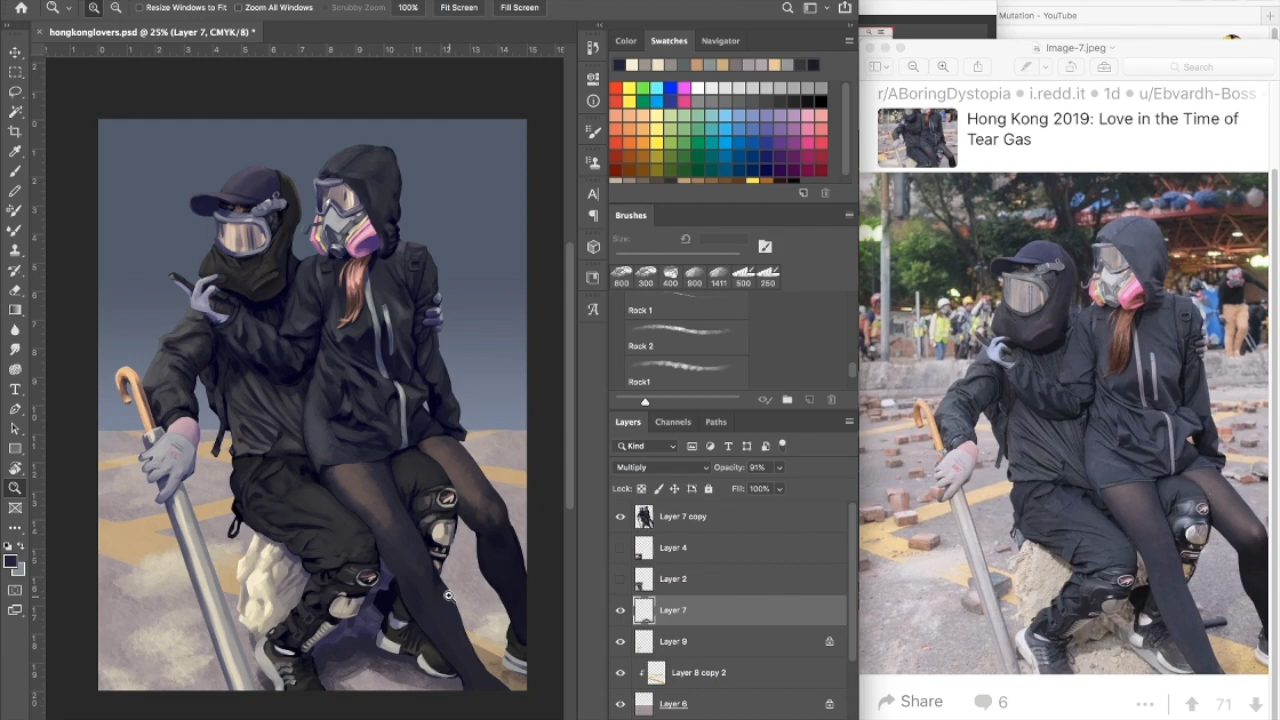 Resize Windows to Fit
Zoom All Windows
Scrubby Zoom
100%
Fit Screen
Fill Screen
Mutation - YouTube
× hongkonglovers.psd @ 25% (Layer 7, CMYK/8) *
Color
Swatches
Navigator
Image-7.jpeg
Search
r/ABoringDystopia • i.redd.it • 1d • u/Ebvardh-Boss
Hong Kong 2019: Love in the Time of
Tear Gas
Brushes
Size:
800
300
400
800
1411
500
250
Rock 1
Rock 2
Rock1
Layers
Channels
Paths
Kind
Multiply
Opacity: 91%
Lock:
Fill: 100%
Layer 7 copy
Layer 4
Layer 2
Layer 7
Layer 9
Layer 8 copy 2
Layer 6
Share
6
71